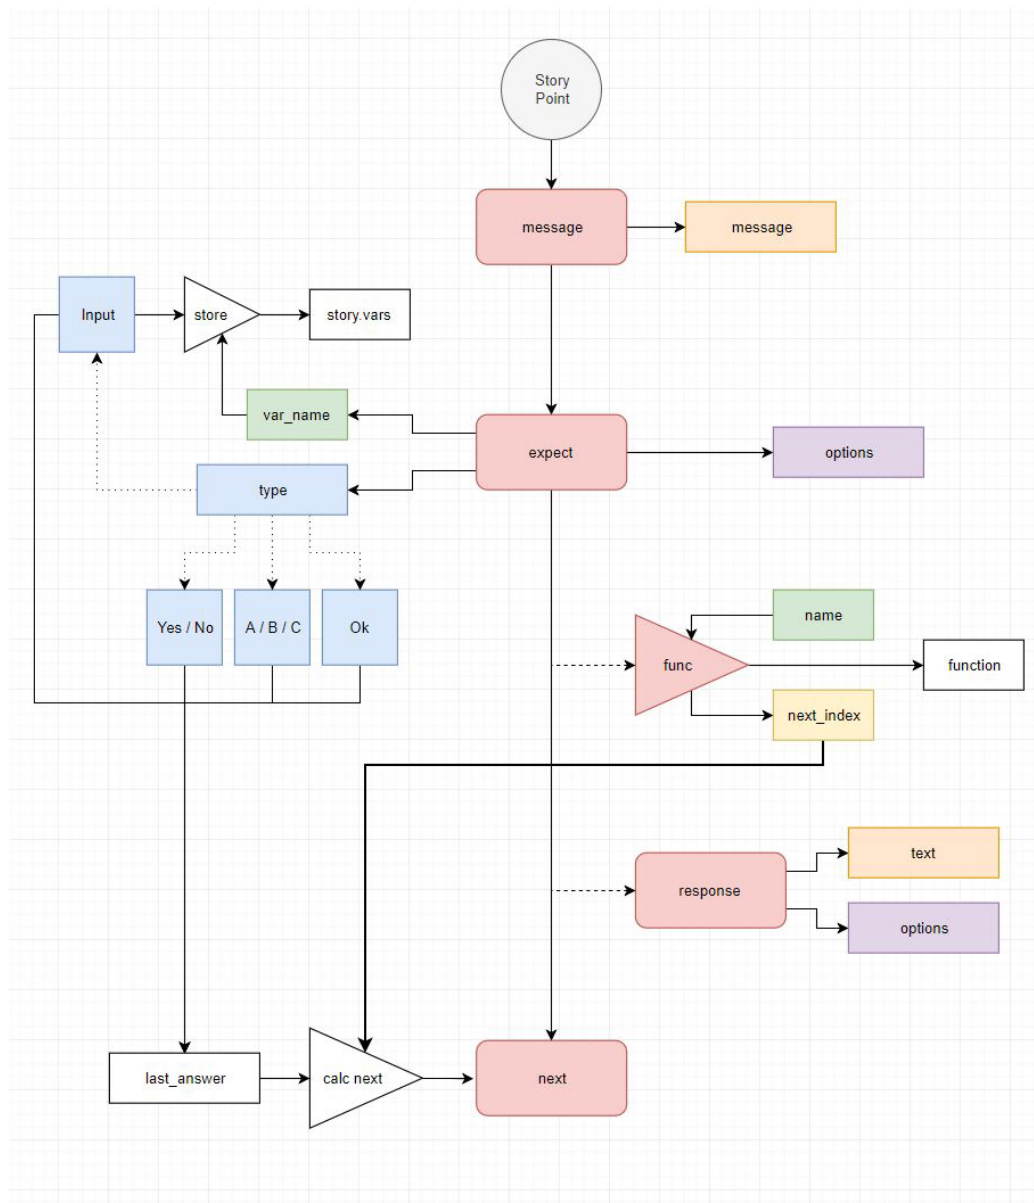 Story
Point
message
message
Input
store
story.vars
var_name
expect
options
type
Yes / No
A / B / C
Ok
name
func
function
next_index
text
response
options
last_answer
calc next
next